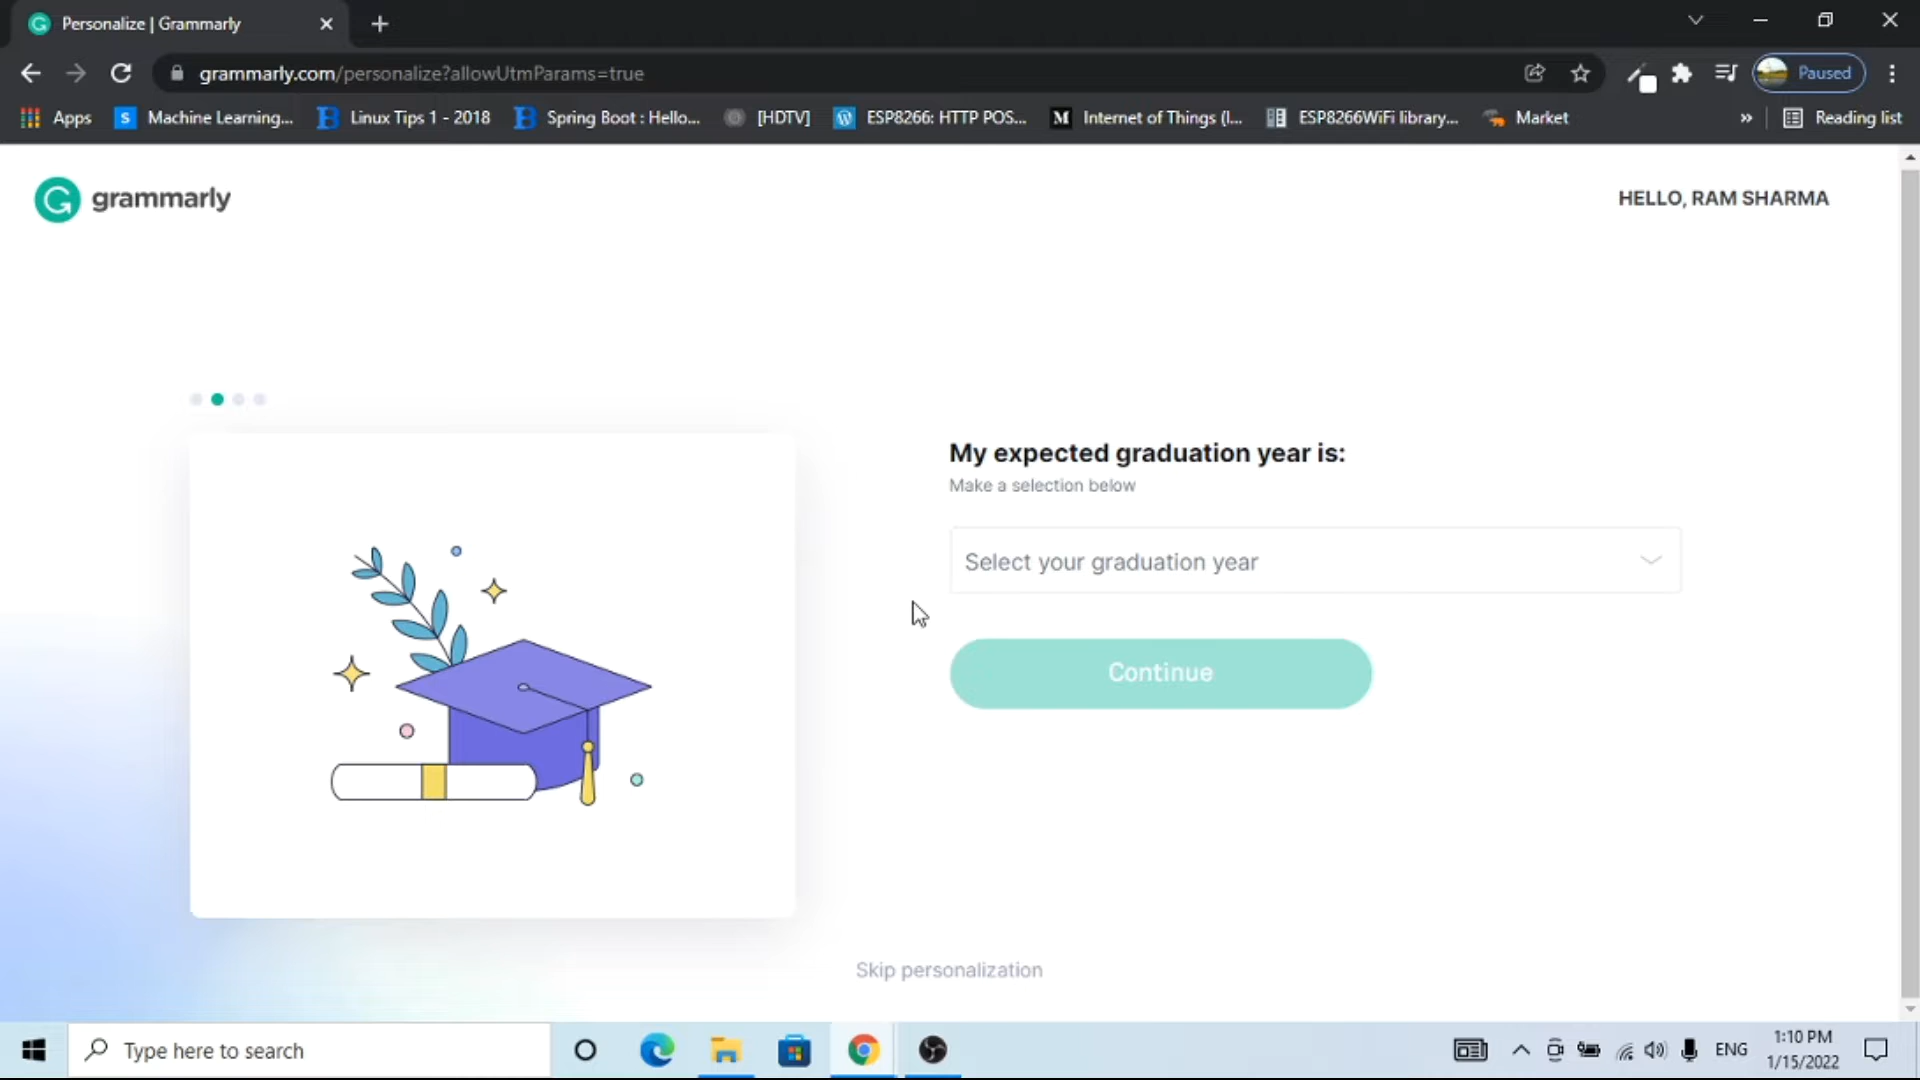 Personalize | Grammarly
grammarly.com/personalize?allowUtmParams=true
Paused
Apps
Machine Learning...
Linux Tips 1 - 2018
Spring Boot : Hello...
[HDTV]
ESP8266: HTTP POS...
Internet of Things (I...
ESP8266WiFi library...
Market
»
Reading list
grammarly
HELLO, RAM SHARMA
My expected graduation year is:
Make a selection below
Select your graduation year
Continue
Skip personalization
Type here to search
ENG
1:10 PM
1/15/2022